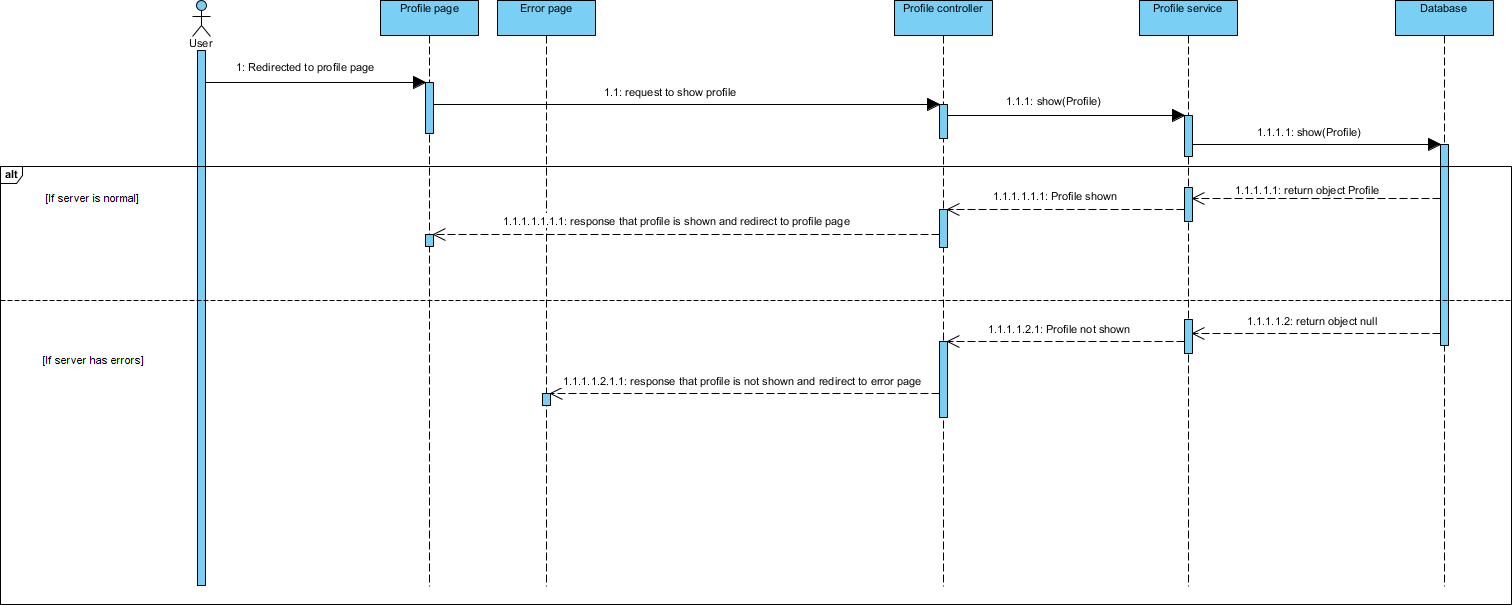 Profile page
Error page
Profile controller
Profile service
Database
User
1: Redirected to profile page
1.1: request to show profile
1.1.1: show(Profile)
1.1.1.1: show(Profile)
alt
[If server is normal]
1.1.1.1.1: return object Profile
1.1.1.1.1.1: Profile shown
1.1.1.1.1.1.1: response that profile is shown and redirect to profile page
1.1.1.1.2: return object null
1.1.1.1.2.1: Profile not shown
[If server has errors]
1.1.1.1.2.1.1: response that profile is not shown and redirect to error page